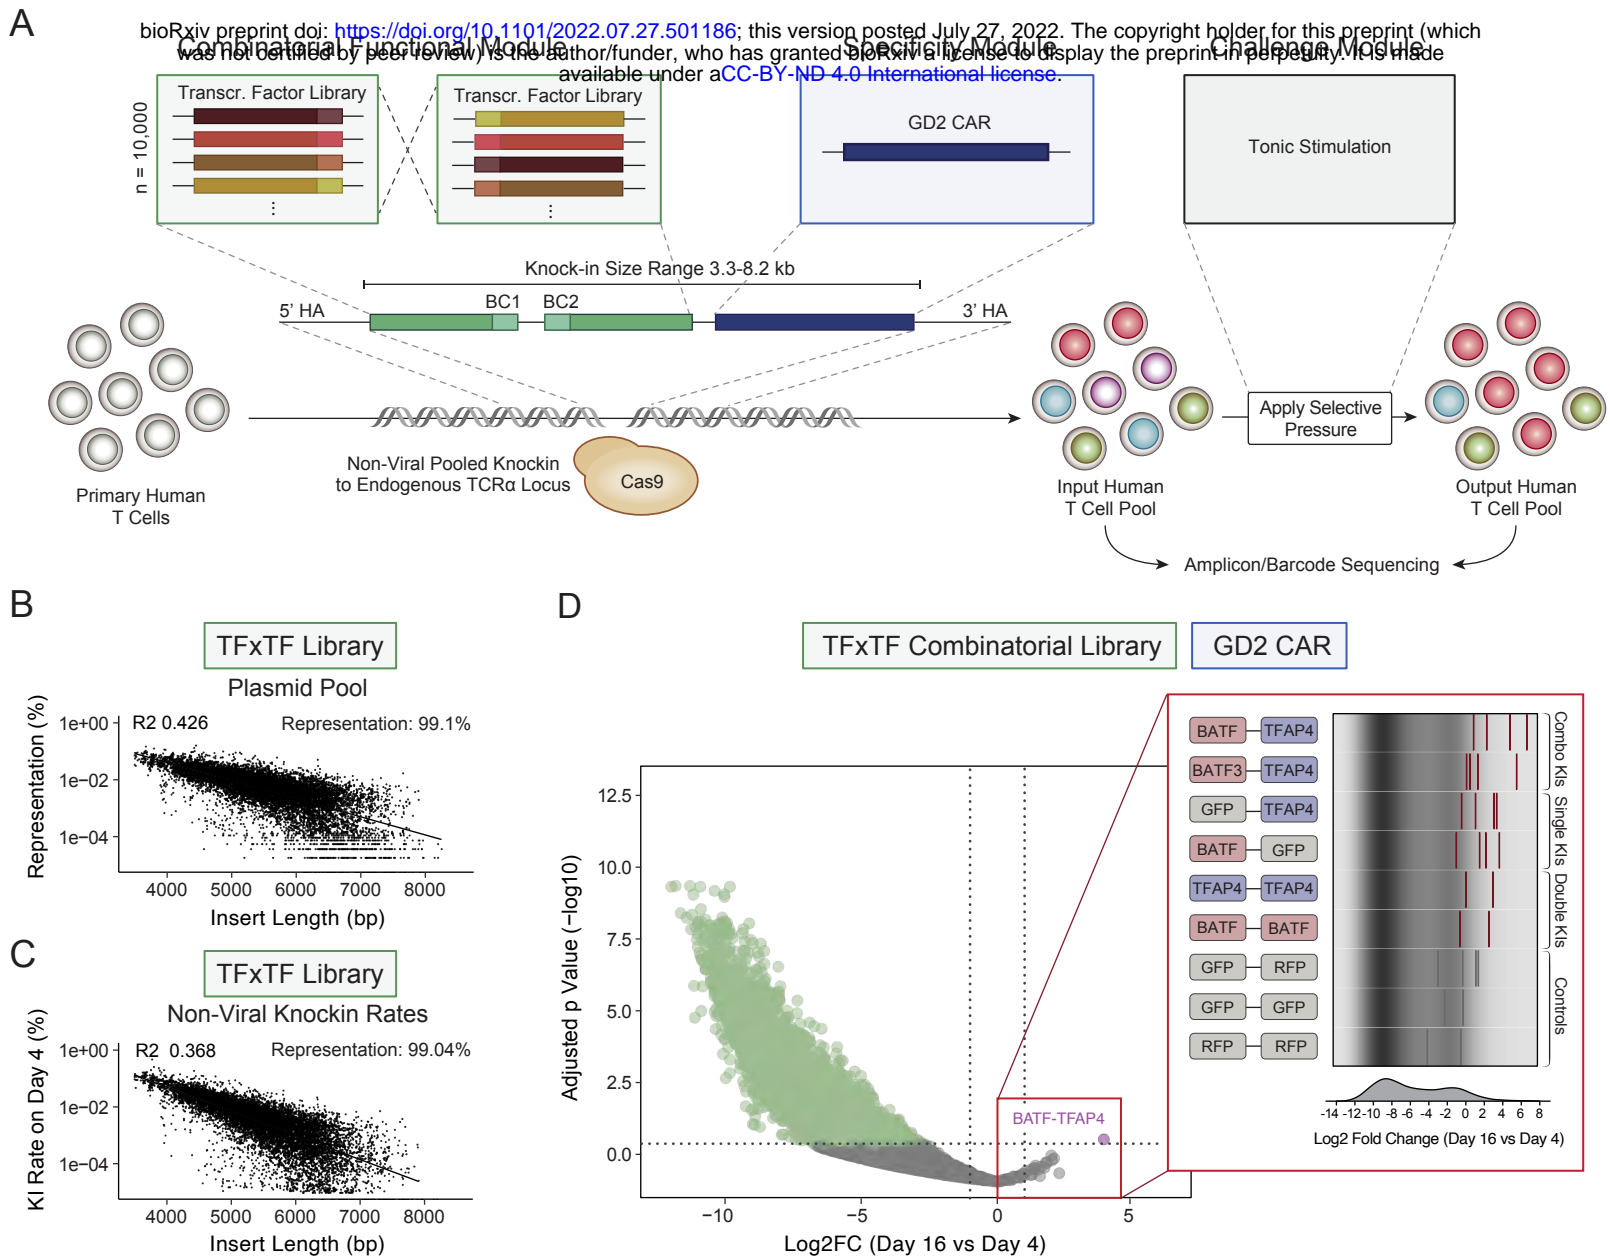 A
bioRxiv preprint doi: https://doi.org/10.1101/2022.07.27.501186; this version posted July 27, 2022. The copyright holder for this preprint (which
was not certified by peer review) is the author/funder, who has granted bioRxiv a license to display the preprint in perpetuity. It is made
available under aCC-BY-ND 4.0 International license.
Combinatorial Functional Module
Specificity Module
Challenge Module
n = 10,000
Transcr. Factor Library
Transcr. Factor Library
GD2 CAR
Tonic Stimulation
⋮
⋮
Knock-in Size Range 3.3-8.2 kb
5’ HA
BC1
BC2
3’ HA
Non-Viral Pooled Knockin
to Endogenous TCRα Locus
Cas9
Apply Selective
Pressure
Primary Human
T Cells
Input Human
T Cell Pool
Output Human
T Cell Pool
Amplicon/Barcode Sequencing
B
TFxTF Library
Plasmid Pool
R2 0.426
Representation: 99.1%
Representation (%)
1e+00
1e−02
1e−04
4000 5000 6000 7000 8000
Insert Length (bp)
C
TFxTF Library
Non-Viral Knockin Rates
R2 0.368
Representation: 99.04%
KI Rate on Day 4 (%)
1e+00
1e−02
1e−04
4000 5000 6000 7000 8000
Insert Length (bp)
D
TFxTF Combinatorial Library
GD2 CAR
Adjusted p Value (−log10)
12.5
10.0
7.5
5.0
2.5
0.0
BATF-TFAP4
−10 −5 0 5
Log2FC (Day 16 vs Day 4)
BATF TFAP4
BATF3 TFAP4
GFP TFAP4
BATF GFP
TFAP4 TFAP4
BATF BATF
GFP RFP
GFP GFP
RFP RFP
Combo KIs
Single KIs
Double KIs
Controls
-14 -12 -10 -8 -6 -4 -2 0 2 4 6 8
Log2 Fold Change (Day 16 vs Day 4)